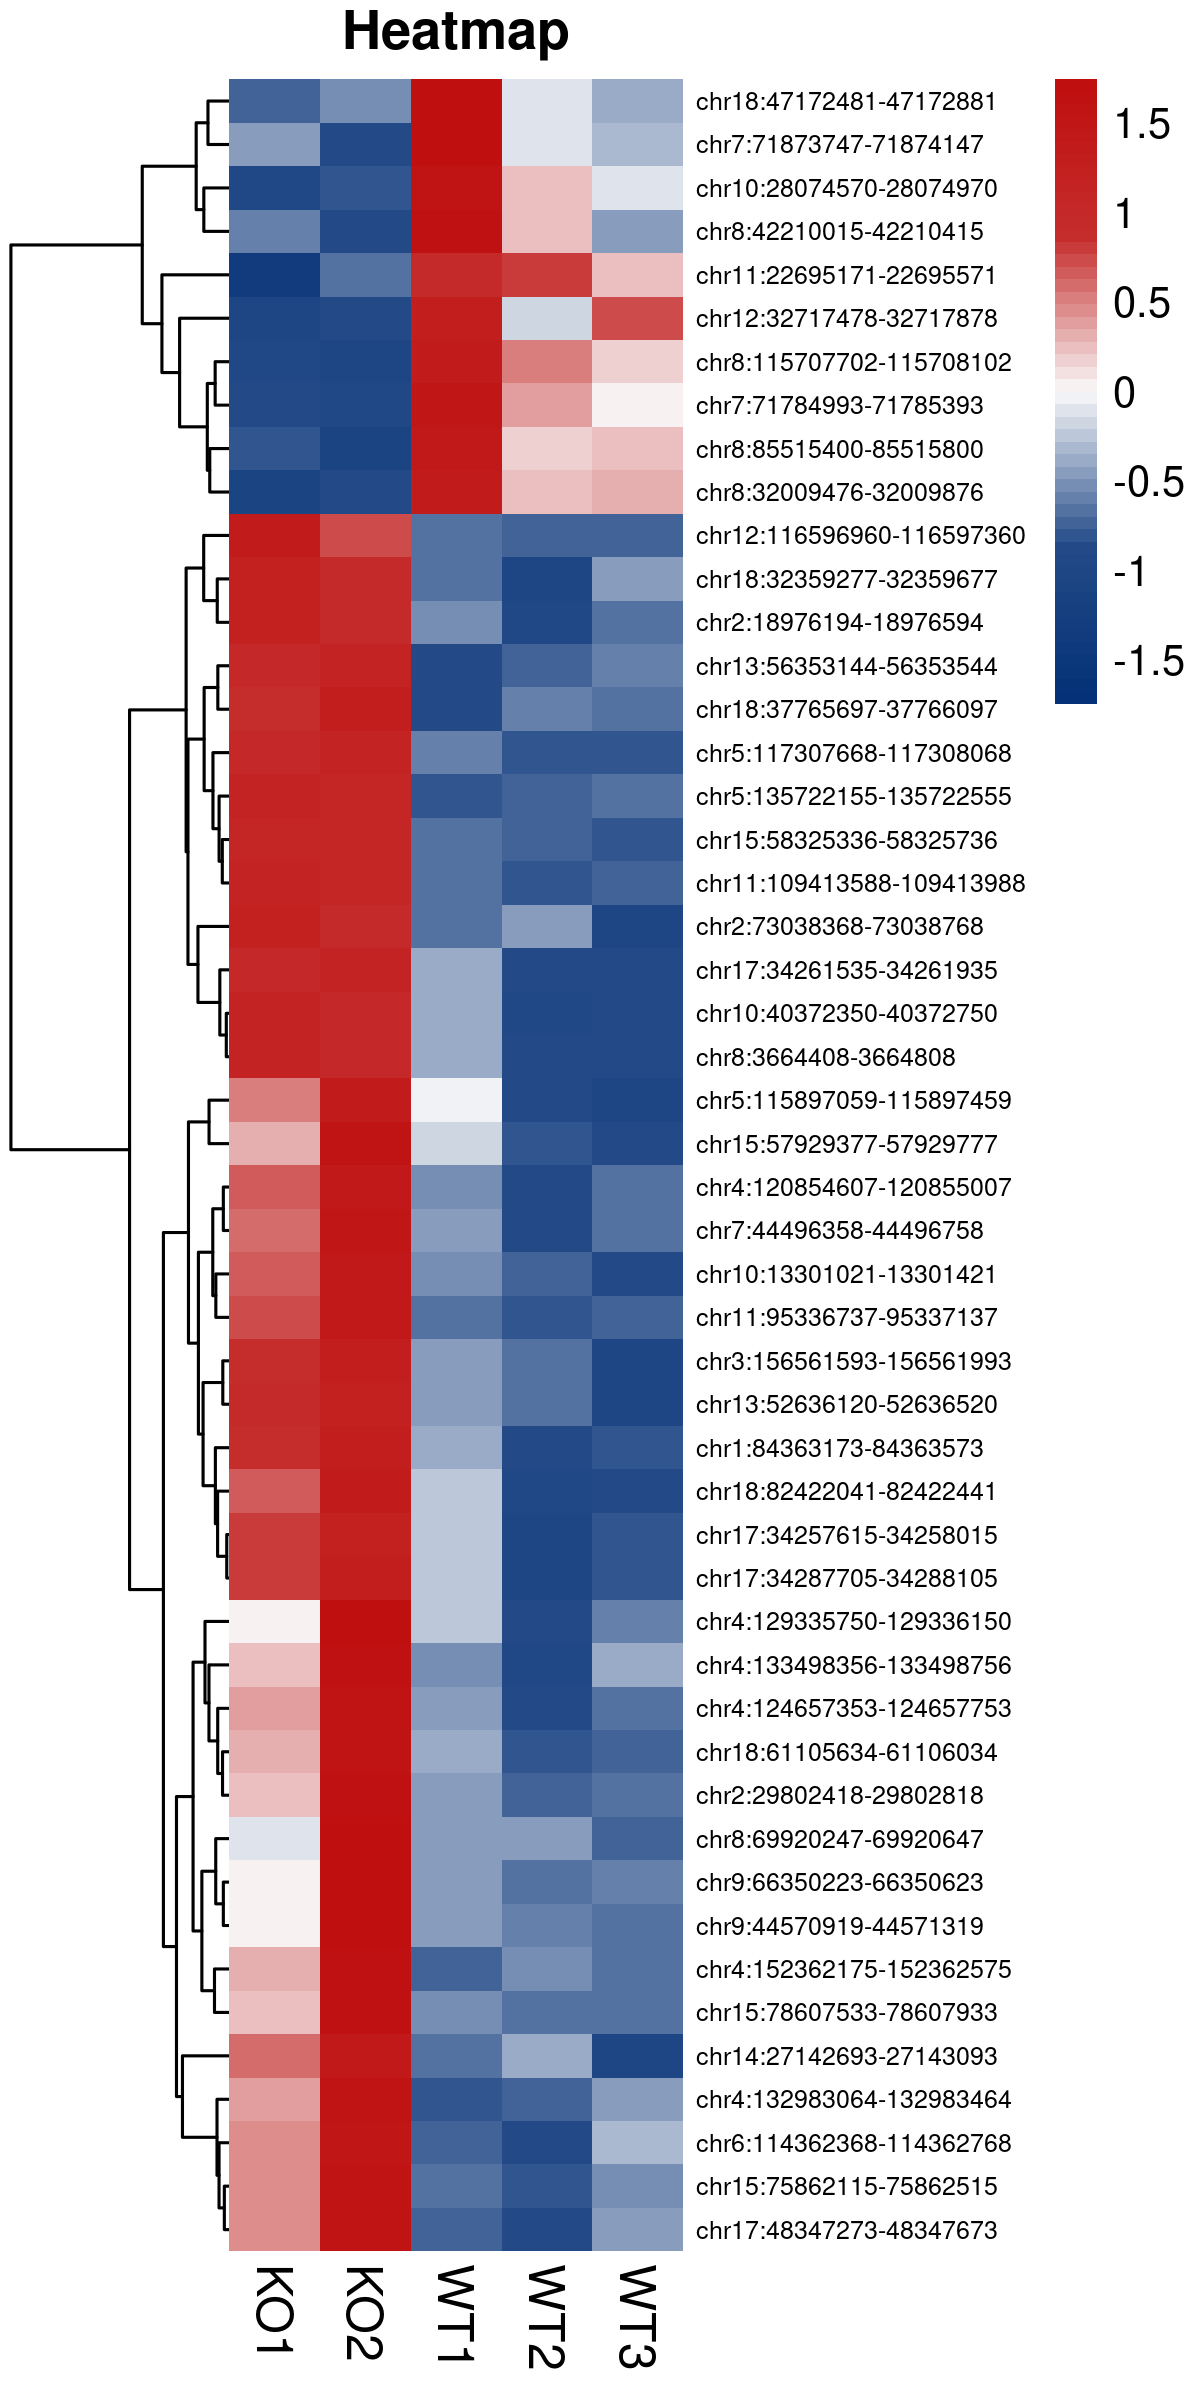 Heatmap
chr18:47172481-47172881
chr7:71873747-71874147
chr10:28074570-28074970
chr8:42210015-42210415
chr11:22695171-22695571
chr12:32717478-32717878
chr8:115707702-115708102
chr7:71784993-71785393
chr8:85515400-85515800
chr8:32009476-32009876
chr12:116596960-116597360
chr18:32359277-32359677
chr2:18976194-18976594
chr13:56353144-56353544
chr18:37765697-37766097
chr5:117307668-117308068
chr5:135722155-135722555
chr15:58325336-58325736
chr11:109413588-109413988
chr2:73038368-73038768
chr17:34261535-34261935
chr10:40372350-40372750
chr8:3664408-3664808
chr5:115897059-115897459
chr15:57929377-57929777
chr4:120854607-120855007
chr7:44496358-44496758
chr10:13301021-13301421
chr11:95336737-95337137
chr3:156561593-156561993
chr13:52636120-52636520
chr1:84363173-84363573
chr18:82422041-82422441
chr17:34257615-34258015
chr17:34287705-34288105
chr4:129335750-129336150
chr4:133498356-133498756
chr4:124657353-124657753
chr18:61105634-61106034
chr2:29802418-29802818
chr8:69920247-69920647
chr9:66350223-66350623
chr9:44570919-44571319
chr4:152362175-152362575
chr15:78607533-78607933
chr14:27142693-27143093
chr4:132983064-132983464
chr6:114362368-114362768
chr15:75862115-75862515
chr17:48347273-48347673
1.5
1
0.5
0
-0.5
-1
-1.5
KO1
KO2
WT1
WT2
WT3